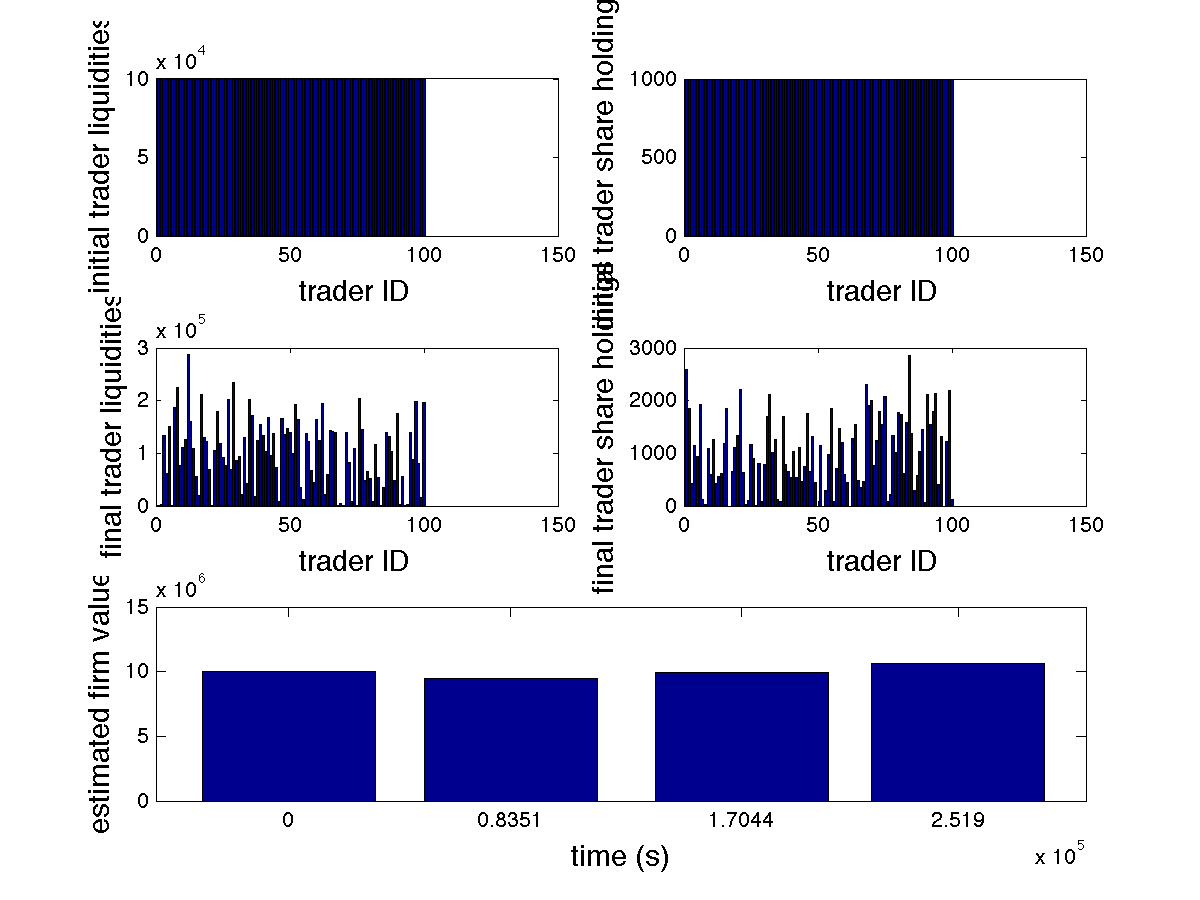 initial trader liquidities
x 10^4
10
5
0
0 50 100 150
trader ID
trader share holding
1000
500
0
0 50 100 150
trader ID
final trader liquidities
x 10^5
3
2
1
0
0 50 100 150
trader ID
final trader share holdings
3000
2000
1000
0
0 50 100 150
trader ID
estimated firm value
x 10^6
15
10
5
0
0 0.8351 1.7044 2.519
time (s)
x 10^5